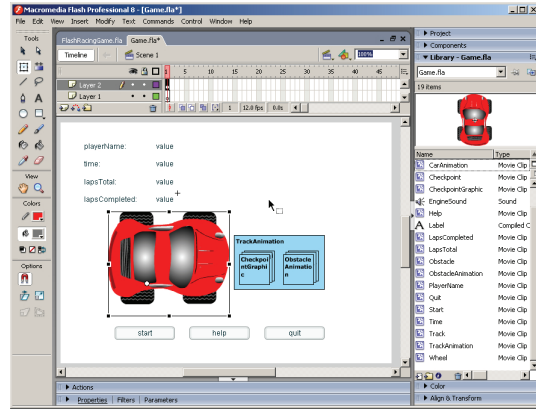 Macromedia Flash Professional 8 - [Game.fla*]
File Edit View Insert Modify Text Commands Control Window Help
Tools
View
Colors
Options
FlashRacingGame.fla Game.fla*
Timeline Scene 1 100%
1 5 10 15 20 25 30 35 40 45
Layer 2
Layer 1
1 12.0 fps 0.0s
playerName: value
time: value
lapsTotal: value
lapsCompleted: value
TrackAnimation
Checkpoi
ntGraphi
c
Obstacle
Animatio
n
start help quit
Actions
Properties Filters Parameters
Project
Components
Library - Game.fla
Game.fla
19 items
Name Type
CarAnimation Movie Clip
Checkpoint Movie Clip
CheckpointGraphic Movie Clip
EngineSound Sound
Help Movie Clip
Label Compiled C
LapsCompleted Movie Clip
LapsTotal Movie Clip
Obstacle Movie Clip
ObstacleAnimation Movie Clip
PlayerName Movie Clip
Quit Movie Clip
Start Movie Clip
Time Movie Clip
Track Movie Clip
TrackAnimation Movie Clip
Wheel Movie Clip
Color
Align & Transform